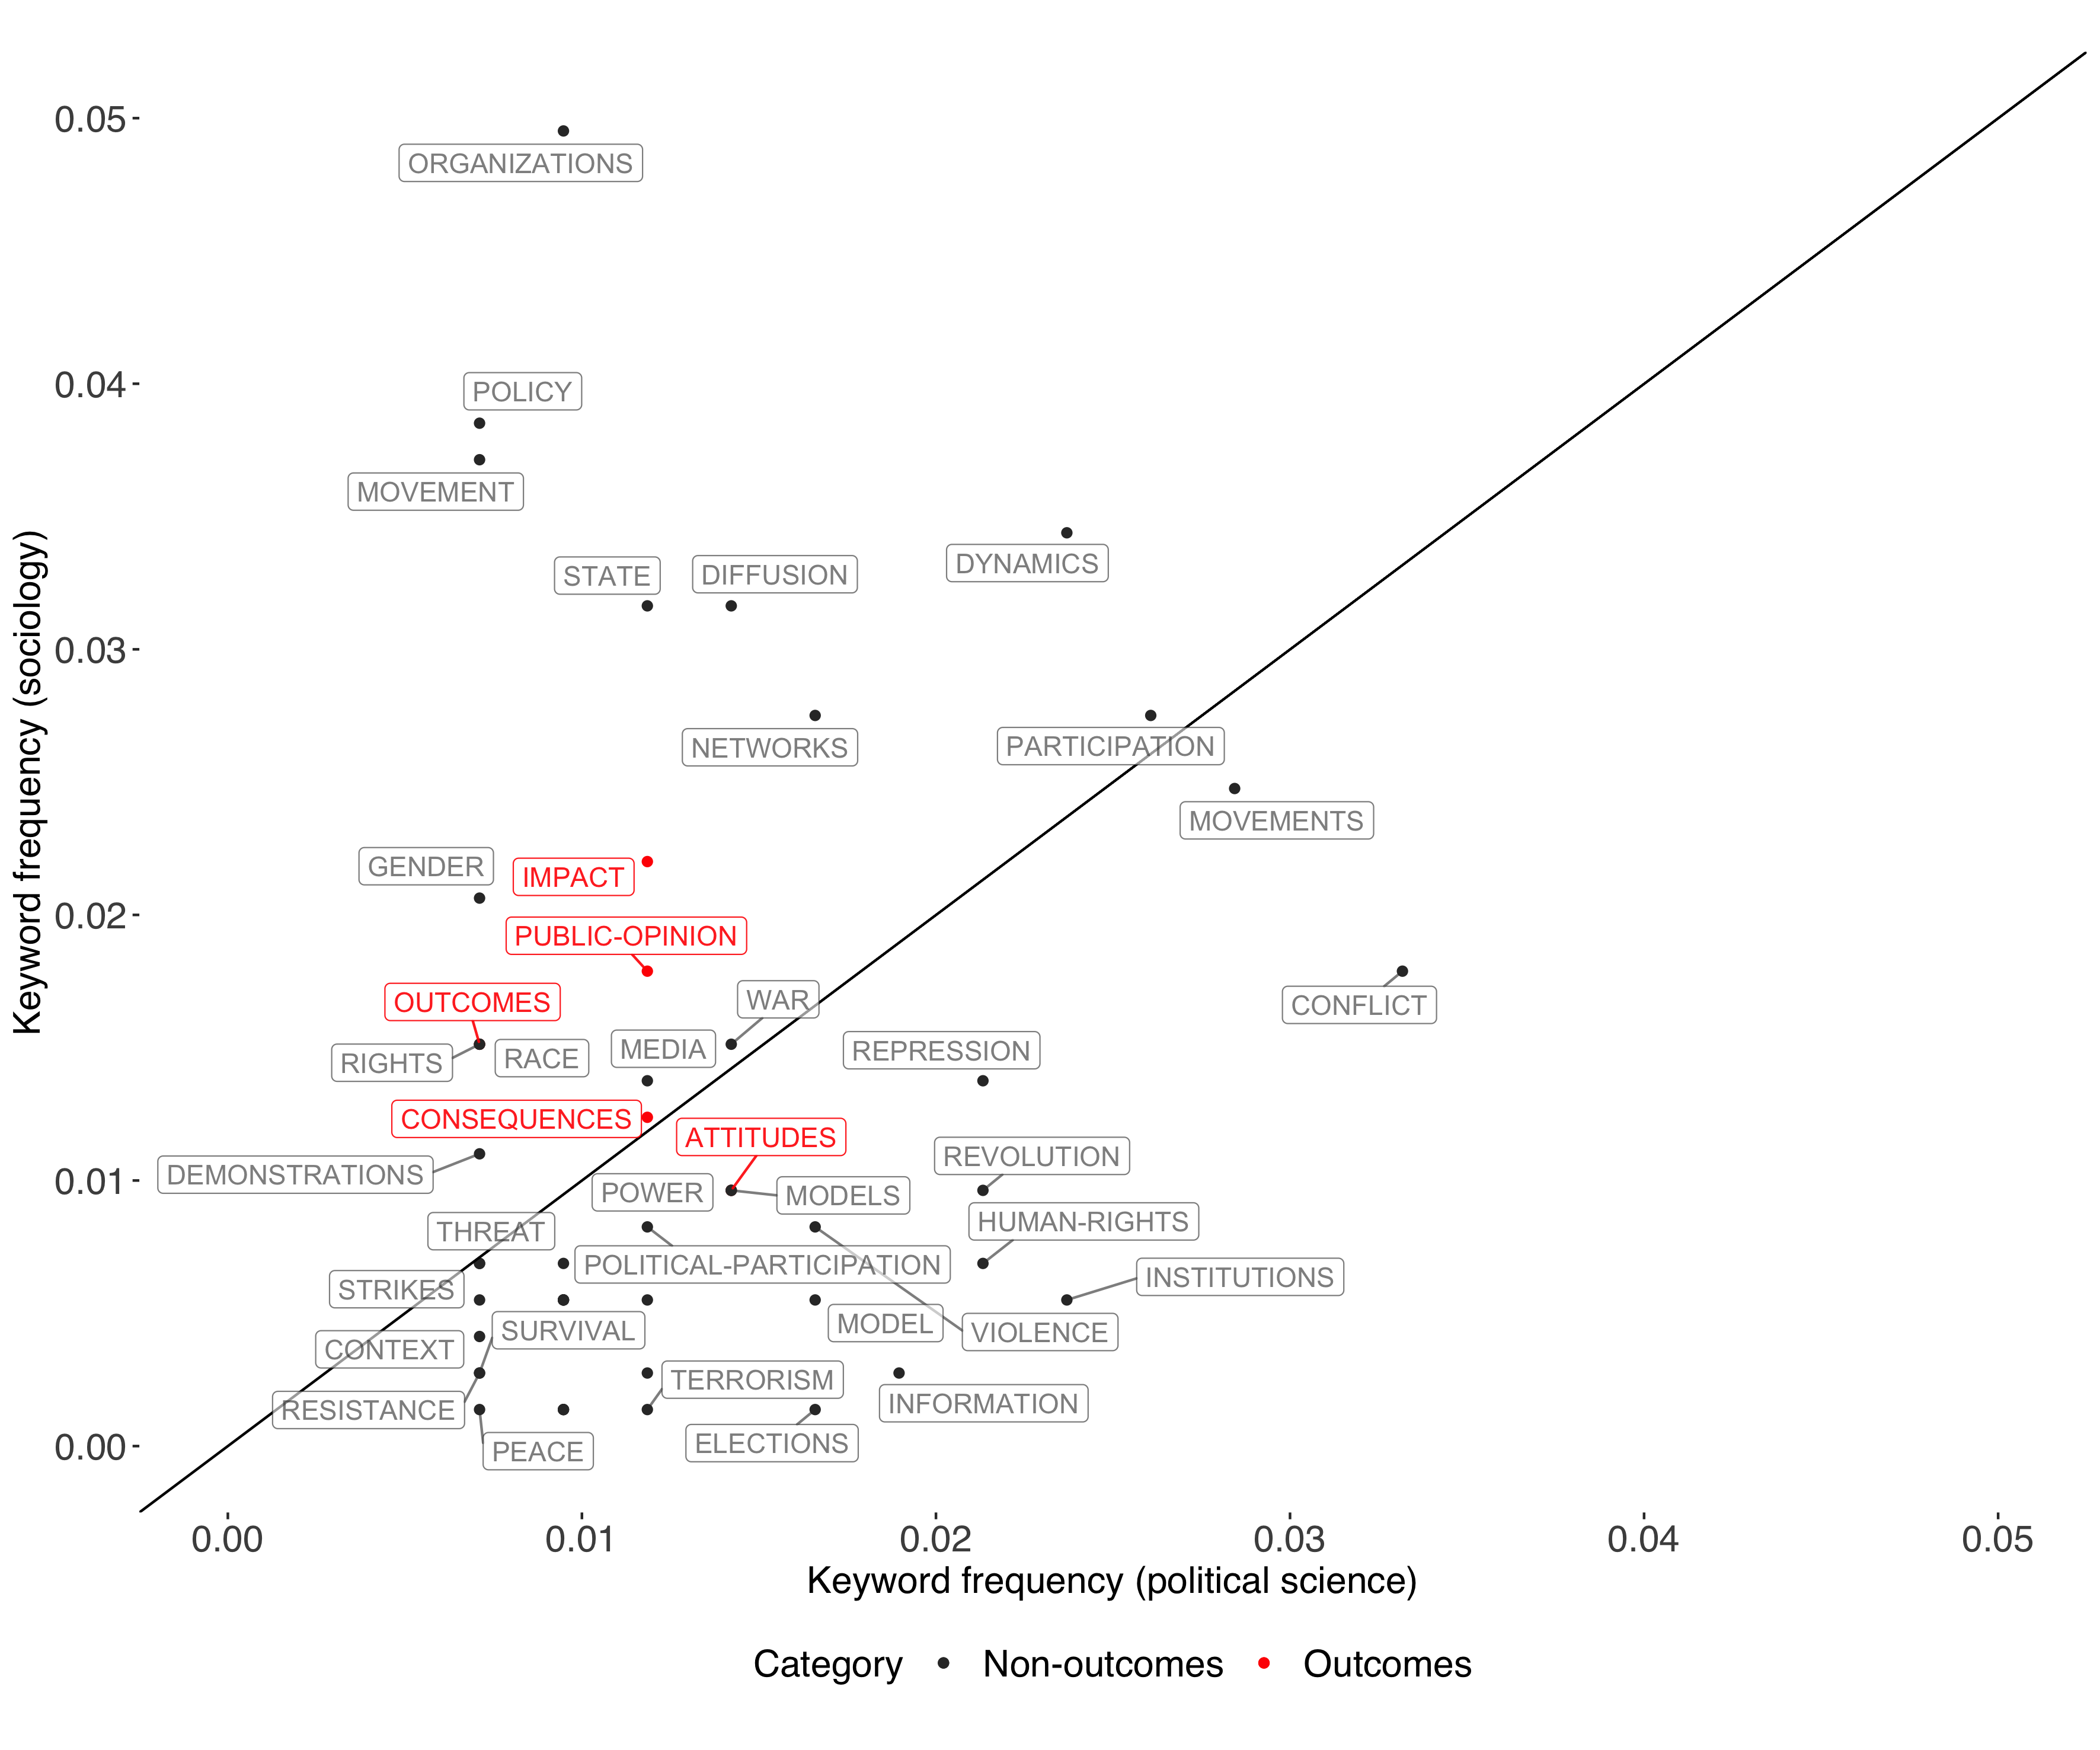 0.05
ORGANIZATIONS
0.04
POLICY
MOVEMENT
DYNAMICS
STATE
DIFFUSION
0.03
NETWORKS
PARTICIPATION
MOVEMENTS
Keyword frequency (sociology)
GENDER
IMPACT
0.02
PUBLIC-OPINION
OUTCOMES
WAR
CONFLICT
RIGHTS
RACE
MEDIA
REPRESSION
CONSEQUENCES
ATTITUDES
DEMONSTRATIONS
REVOLUTION
0.01
POWER
MODELS
HUMAN-RIGHTS
THREAT
POLITICAL-PARTICIPATION
INSTITUTIONS
STRIKES
SURVIVAL
MODEL
VIOLENCE
CONTEXT
TERRORISM
RESISTANCE
INFORMATION
0.00
PEACE
ELECTIONS
0.00 0.01 0.02 0.03 0.04 0.05
Keyword frequency (political science)
Category Non-outcomes Outcomes